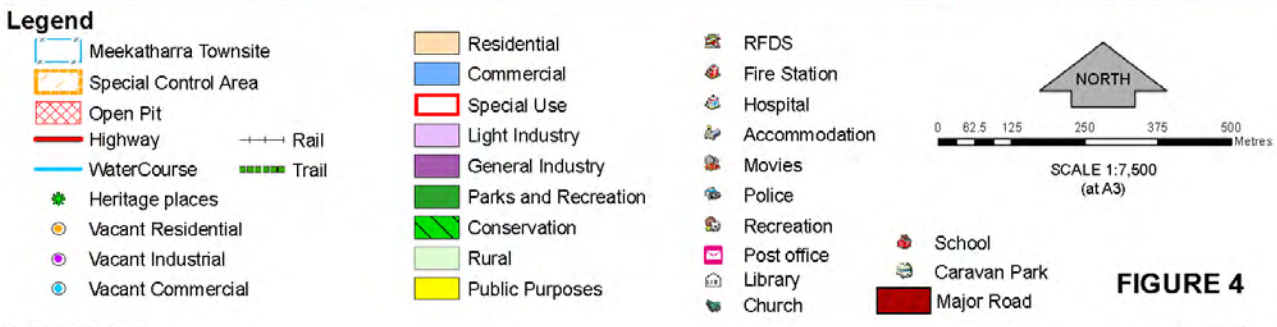 Legend
Meekatharra Townsite
Special Control Area
Open Pit
Highway
Rail
WaterCourse
Trail
Heritage places
Vacant Residential
Vacant Industrial
Vacant Commercial
Residential
Commercial
Special Use
Light Industry
General Industry
Parks and Recreation
Conservation
Rural
Public Purposes
RFDS
Fire Station
Hospital
Accommodation
Movies
Police
Recreation
Post office
Library
Church
School
Caravan Park
Major Road
NORTH
0 62.5 125 250 375 500
Metres
SCALE 1:7,500
(at A3)
FIGURE 4